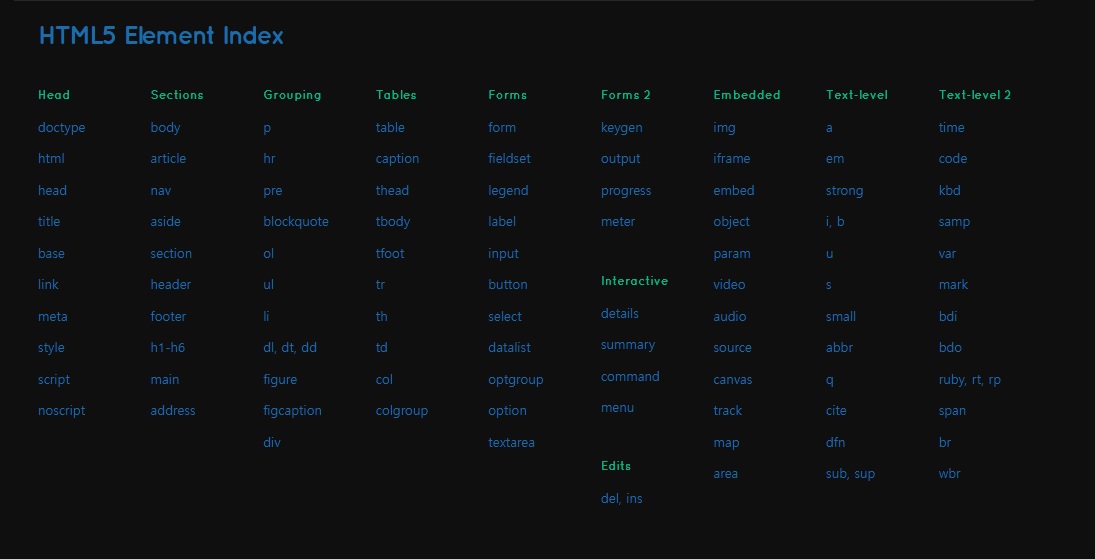 HTML5 Element Index
Head
doctype
html
head
title
base
link
meta
style
script
noscript
Sections
body
article
nav
aside
section
header
footer
h1-h6
main
address
Grouping
p
hr
pre
blockquote
ol
ul
li
dl, dt, dd
figure
figcaption
div
Tables
table
caption
thead
tbody
tfoot
tr
th
td
col
colgroup
Forms
form
fieldset
legend
label
input
button
select
datalist
optgroup
option
textarea
Forms 2
keygen
output
progress
meter
Interactive
details
summary
command
menu
Edits
del, ins
Embedded
img
iframe
embed
object
param
video
audio
source
canvas
track
map
area
Text-level
a
em
strong
i, b
u
s
small
abbr
q
cite
dfn
sub, sup
Text-level 2
time
code
kbd
samp
var
mark
bdi
bdo
ruby, rt, rp
span
br
wbr